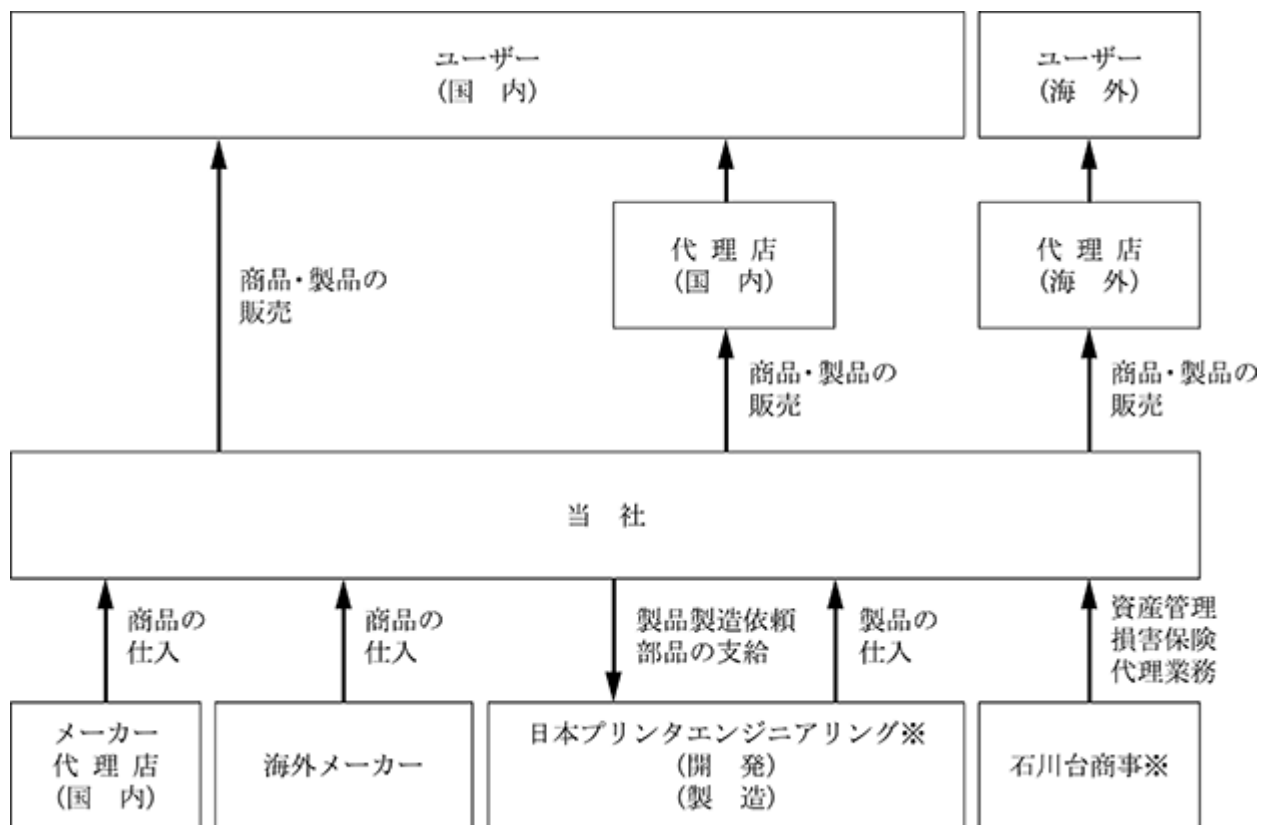 ユーザー
(国 内)
ユーザー
(海 外)
代 理 店
(国 内)
代 理 店
(海 外)
商品・製品の
販売
商品・製品の
販売
商品・製品の
販売
当 社
商品の
仕入
商品の
仕入
製品製造依頼
部品の支給
製品の
仕入
資産管理
損害保険
代理業務
メーカー
代 理 店
(国 内)
海外メーカー
日本プリンタエンジニアリング※
(開 発)
(製 造)
石川台商事※